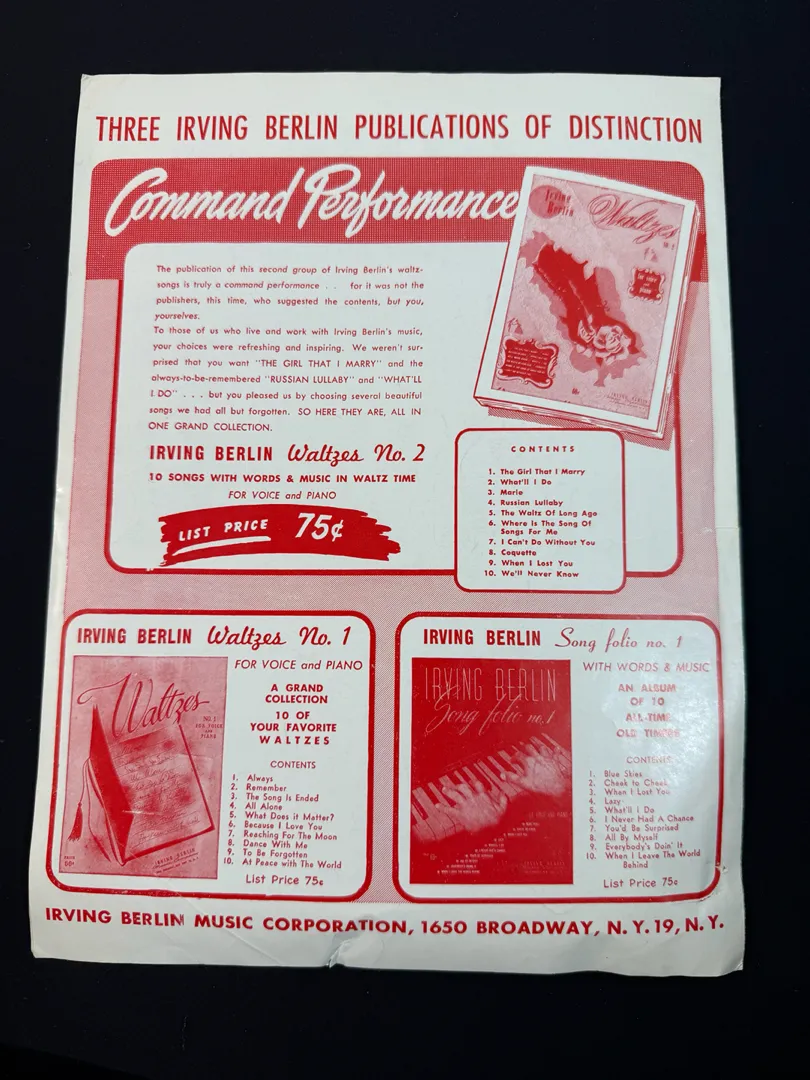 THREE IRVING BERLIN PUBLICATIONS OF DISTINCTION
Command Performance
Irving
Berlin
Waltzes
The publication of this second group of Irving Berlin's waltz-
songs is truly a command performance . . for it was not the
publishers, this time, who suggested the contents, but you,
yourselves.
To those of us who live and work with Irving Berlin's music,
your choices were refreshing and inspiring. We weren't sur-
prised that you want "THE GIRL THAT I MARRY" and the
always-to-be-remembered "RUSSIAN LULLABY" and "WHAT'LL
I DO" . . . but you pleased us by choosing several beautiful
songs we had all but forgotten. SO HERE THEY ARE, ALL IN
ONE GRAND COLLECTION.
IRVING BERLIN Waltzes No. 2
10 SONGS WITH WORDS & MUSIC IN WALTZ TIME
FOR VOICE and PIANO
LIST PRICE 75¢
CONTENTS
1. The Girl That I Marry
2. What'll I Do
3. Marie
4. Russian Lullaby
5. The Waltz Of Long Ago
6. Where Is The Song Of
Songs For Me
7. I Can't Do Without You
8. Coquette
9. When I Lost You
10. We'll Never Know
IRVING BERLIN Waltzes No. 1
Waltzes
NO. 1
FOR VOICE
AND
PIANO
FOR VOICE and PIANO
A GRAND
COLLECTION
10 OF
YOUR FAVORITE
WALTZES
CONTENTS
1. Always
2. Remember
3. The Song Is Ended
4. All Alone
5. What Does it Matter?
6. Because I Love You
7. Reaching For The Moon
8. Dance With Me
9. To Be Forgotten
10. At Peace with The World
List Price 75¢
IRVING BERLIN Song folio no. 1
IRVING BERLIN
Song folio no. 1
WITH WORDS & MUSIC
AN ALBUM
OF 10
ALL-TIME
OLD TIMERS
CONTENTS
1. Blue Skies
2. Cheek to Cheek
3. When I Lost You
4. Lazy
5. What'll I Do
6. I Never Had A Chance
7. You'd Be Surprised
8. All By Myself
9. Everybody's Doin' It
10. When I Leave The World
Behind
List Price 75¢
IRVING BERLIN MUSIC CORPORATION, 1650 BROADWAY, N. Y. 19, N. Y.